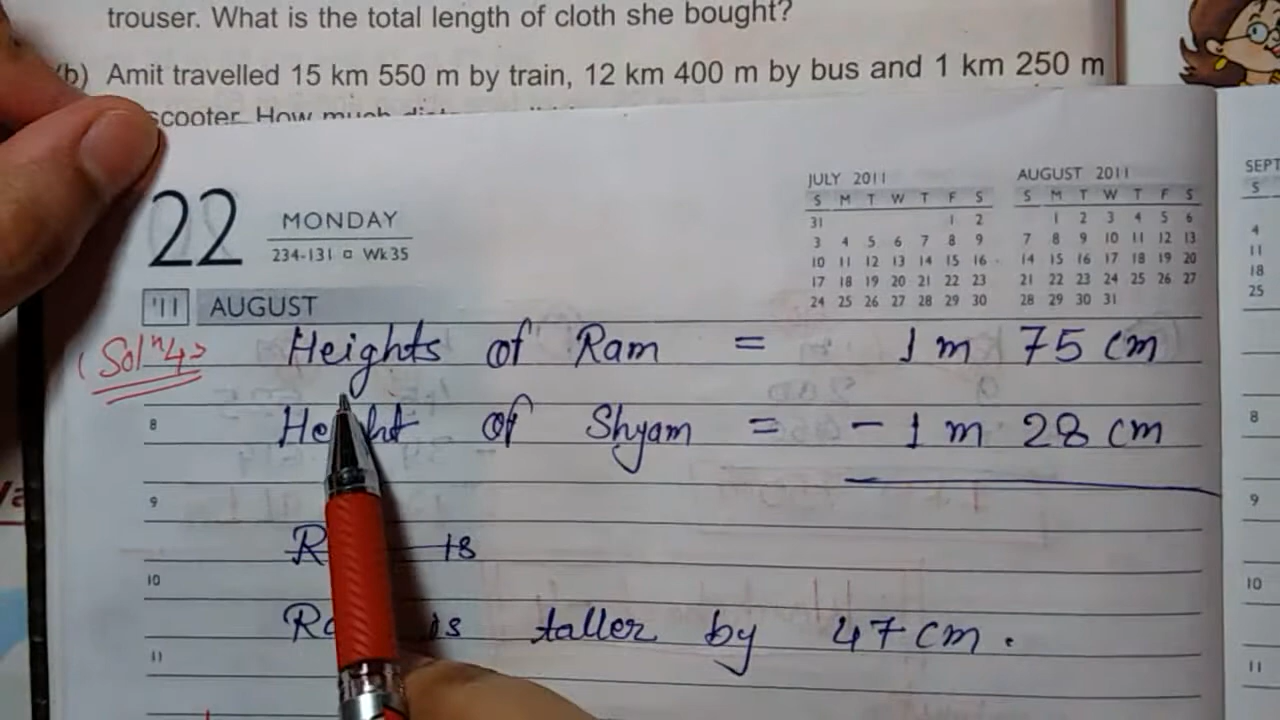 trouser. What is the total length of cloth she bought?
(b) Amit travelled 15 km 550 m by train, 12 km 400 m by bus and 1 km 250 m
scooter. How much
22 MONDAY
234-131 Wk 35
'11 AUGUST
JULY 2011
S M T W T F S
31 1 2
3 4 5 6 7 8 9
10 11 12 13 14 15 16
17 18 19 20 21 22 23
24 25 26 27 28 29 30
AUGUST 2011
S M T W T F S
1 2 3 4 5 6
7 8 9 10 11 12 13
14 15 16 17 18 19 20
21 22 23 24 25 26 27
28 29 30 31
SEPT
S
4
11
18
25
(Solⁿ 4) Heights of Ram = 1 m 75 cm
8 Height of Shyam = - 1 m 28 cm 8
9 9
is
10 10
is taller by 47 cm.
11 11